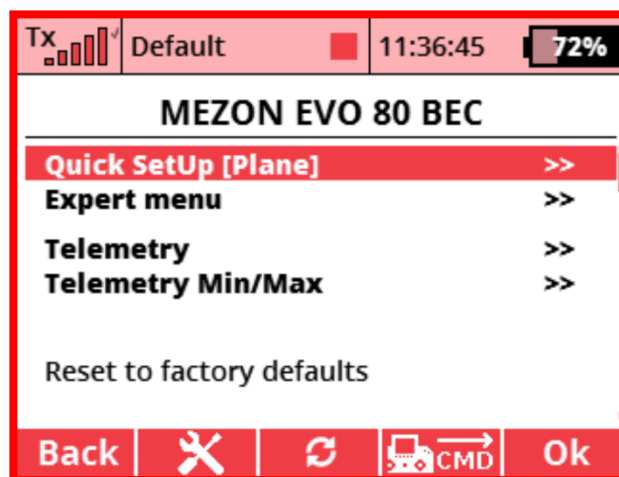 Tx Default 11:36:45 72%
MEZON EVO 80 BEC
Quick SetUp [Plane] >>
Expert menu >>
Telemetry >>
Telemetry Min/Max >>
Reset to factory defaults
Back CMD Ok